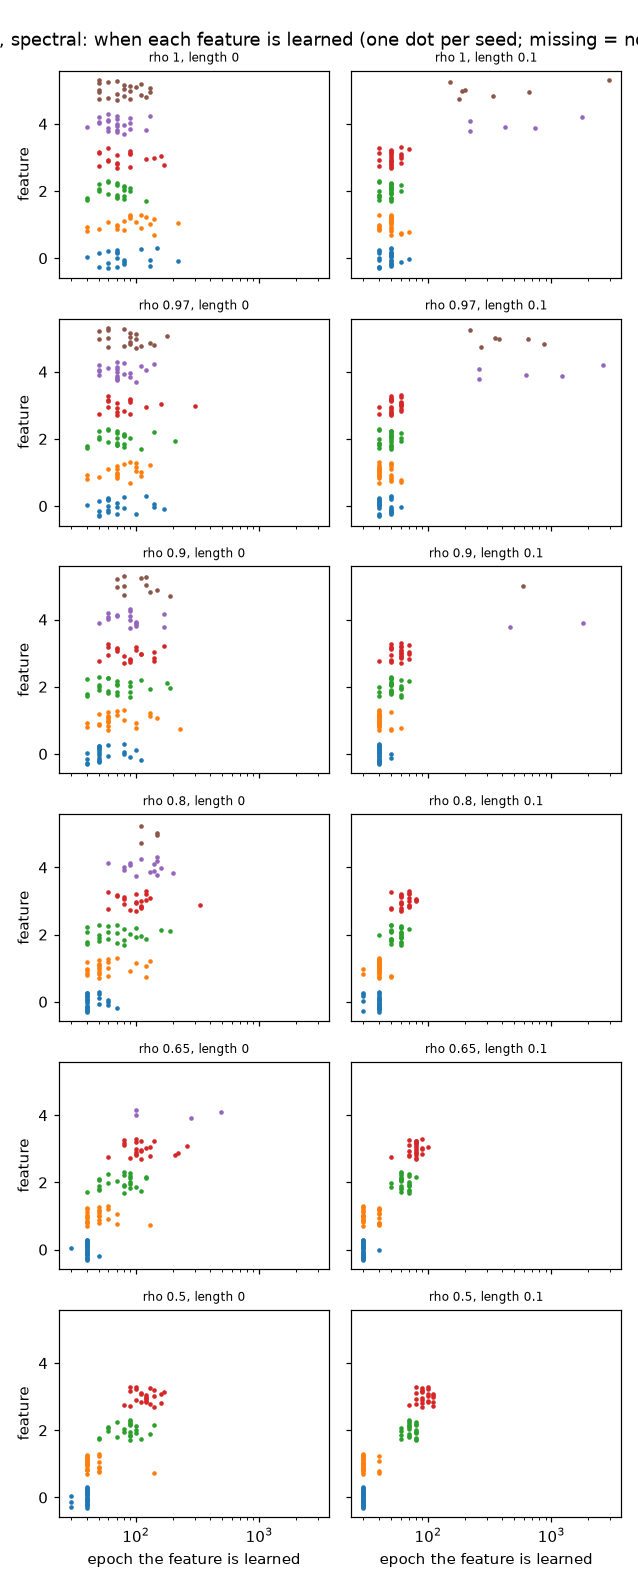 , spectral: when each feature is learned (one dot per seed; missing = 
rho 1, length 0
rho 1, length 0.1
feature
4
2
0
rho 0.97, length 0
rho 0.97, length 0.1
feature
4
2
0
rho 0.9, length 0
rho 0.9, length 0.1
feature
4
2
0
rho 0.8, length 0
rho 0.8, length 0.1
feature
4
2
0
rho 0.65, length 0
rho 0.65, length 0.1
feature
4
2
0
rho 0.5, length 0
rho 0.5, length 0.1
feature
4
2
0
10² 10³ 10² 10³
epoch the feature is learned epoch the feature is learned